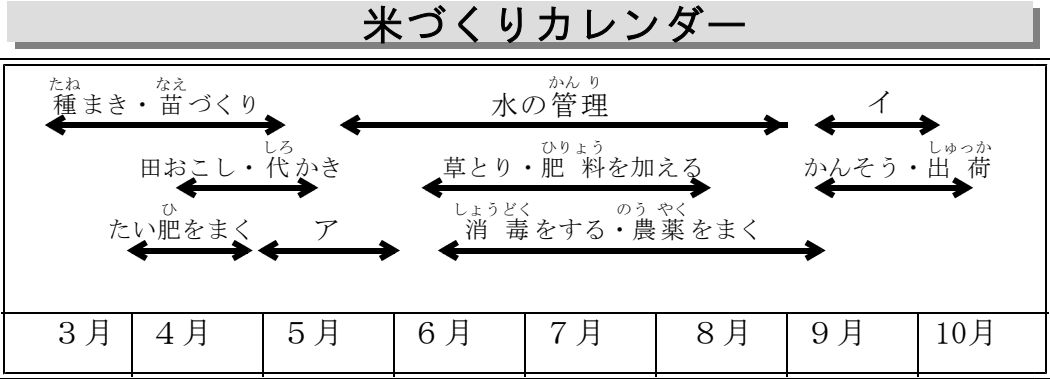 米づくりカレンダー
たね なえ かん り
種まき・苗づくり 水の管理 イ
しろ ひりょう しゅっか
田おこし・代かき 草とり・肥料を加える かんそう・出荷
ひ しょうどく のう やく
たい肥をまく ア 消毒をする・農薬をまく
３月 ４月 ５月 ６月 ７月 ８月 ９月 10月